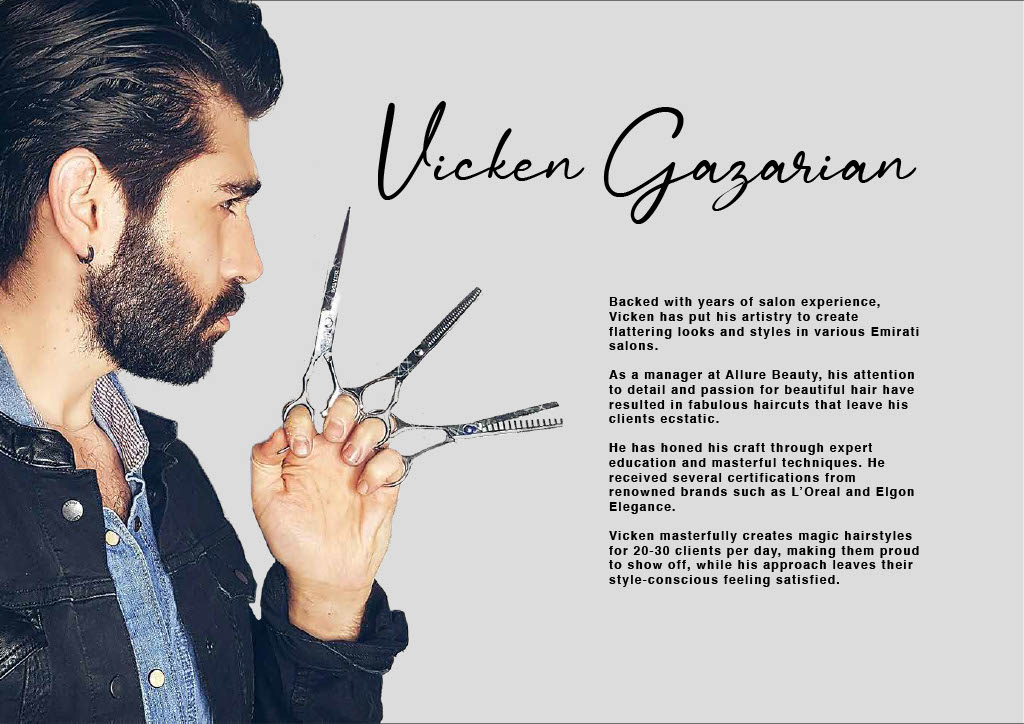 Vicken Gazarian
Backed with years of salon experience,
Vicken has put his artistry to create
flattering looks and styles in various Emirati
salons.
As a manager at Allure Beauty, his attention
to detail and passion for beautiful hair have
resulted in fabulous haircuts that leave his
clients ecstatic.
He has honed his craft through expert
education and masterful techniques. He
received several certifications from
renowned brands such as L’Oreal and Elgon
Elegance.
Vicken masterfully creates magic hairstyles
for 20-30 clients per day, making them proud
to show off, while his approach leaves their
style-conscious feeling satisfied.